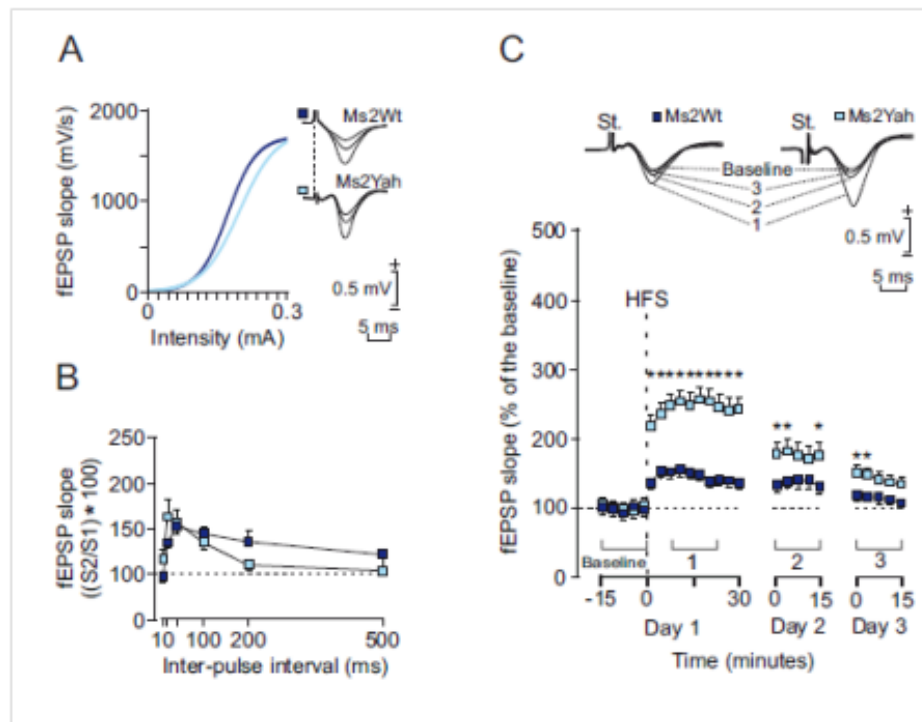 A
fEPSP slope (mV/s)
2000
1000
0
0
0.3
Intensity (mA)
Ms2Wt
Ms2Yah
+
0.5 mV
–
5 ms
B
fEPSP slope
((S2/S1) * 100)
250
200
150
100
50
0
10
100
200
500
Inter-pulse interval (ms)
C
Ms2Wt
Ms2Yah
St.
St.
Baseline
3
2
1
+
0.5 mV
–
5 ms
fEPSP slope (% of the baseline)
500
400
300
200
100
0
HFS
**********
** *
**
Baseline
1
2
3
-15 0 30 0 15 0 15
Day 1 Day 2 Day 3
Time (minutes)